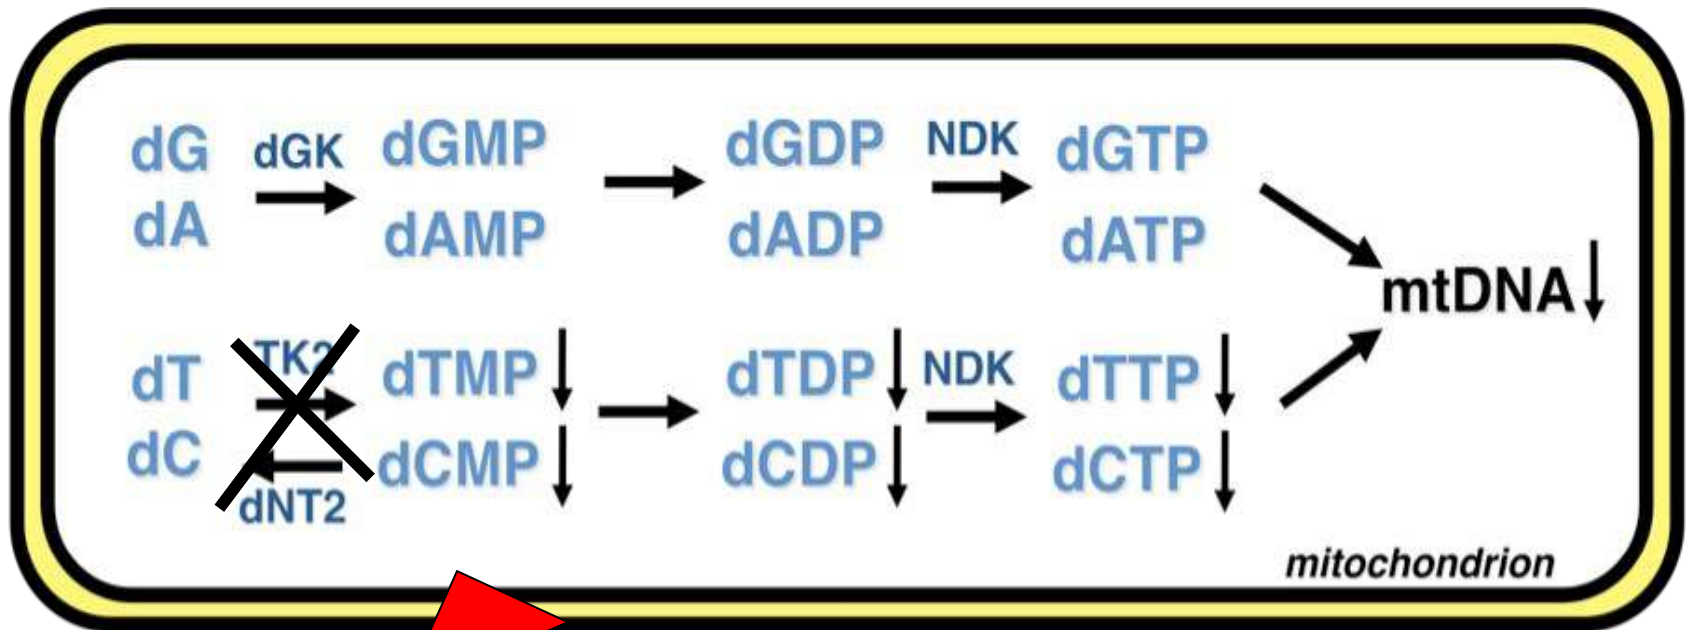 dG dGK dGMP dGDP NDK dGTP
dA dAMP dADP dATP
mtDNA
dT TK2 dTMP dTDP NDK dTTP
dC dCMP dCDP dCTP
dNT2
mitochondrion